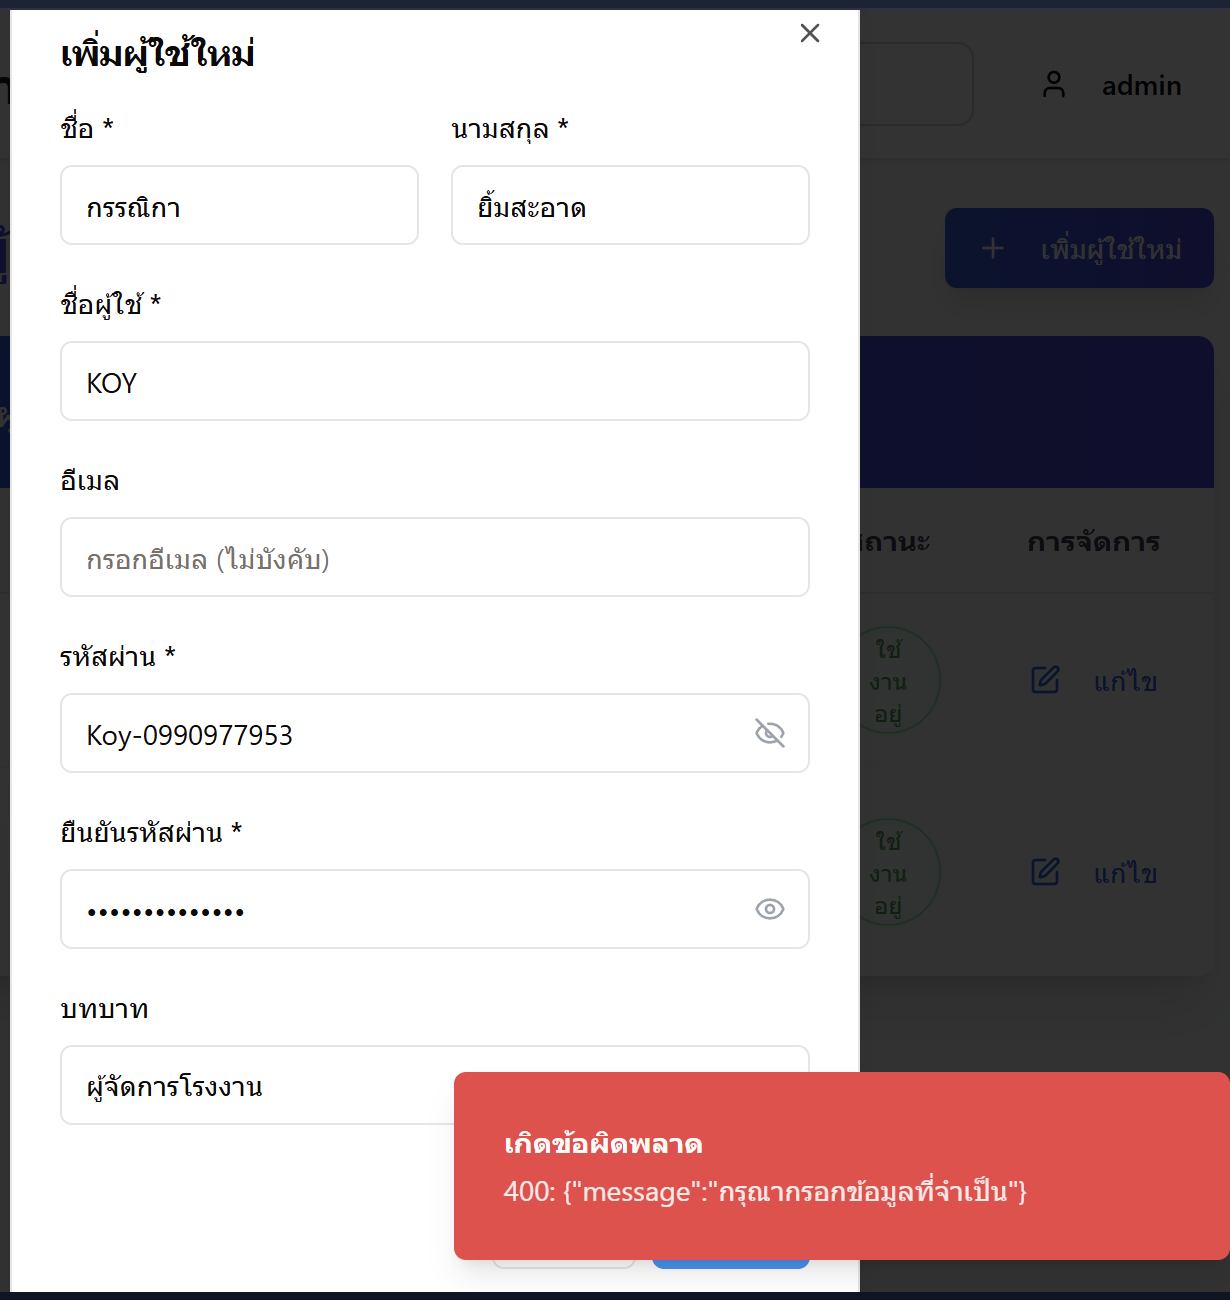 เพิ่มผู้ใช้ใหม่
admin
ชื่อ *
นามสกุล *
กรรณิกา
ยิ้มสะอาด
เพิ่มผู้ใช้ใหม่
ชื่อผู้ใช้ *
KOY
อีเมล
กรอกอีเมล (ไม่บังคับ)
การจัดการ
รหัสผ่าน *
Koy-0990977953
ใช้
งาน
อยู่
แก้ไข
ยืนยันรหัสผ่าน *
••••••••••••••
ใช้
งาน
อยู่
แก้ไข
บทบาท
ผู้จัดการโรงงาน
เกิดข้อผิดพลาด
400: {"message":"กรุณากรอกข้อมูลที่จำเป็น"}